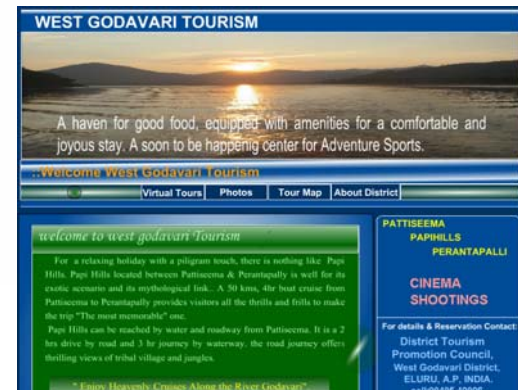 WEST GODAVARI TOURISM
A haven for good food, equipped with amenities for a comfortable and
joyous stay. A soon to be happenig center for Adventure Sports.
::Welcome West Godavari Tourism
Virtual Tours Photos Tour Map About District
welcome to west godavari Tourism
For a relaxing holiday with a piligram touch, there is nothing like Papi
Hills. Papi Hills located between Pattiseema & Perantapally is well for its
exotic scenario and its mythological link.. A 50 kms, 4hr boat cruise from
Pattiseema to Perantapally provides visitors all the thrills and frills to make
the trip "The most memorable" one.
Papi Hills can be reached by water and roadway from Pattiseema. It is a 2
hrs drive by road and 3 hr journey by waterway. the road journey offers
thrilling views of tribal village and jungles.
" Enjoy Heavenly Cruises Along the River Godavari".
PATTISEEMA
PAPIHILLS
PERANTAPALLI
CINEMA
SHOOTINGS
For details & Reservation Contact:
District Tourism
Promotion Council,
West Godavari District,
ELURU, A.P, INDIA.